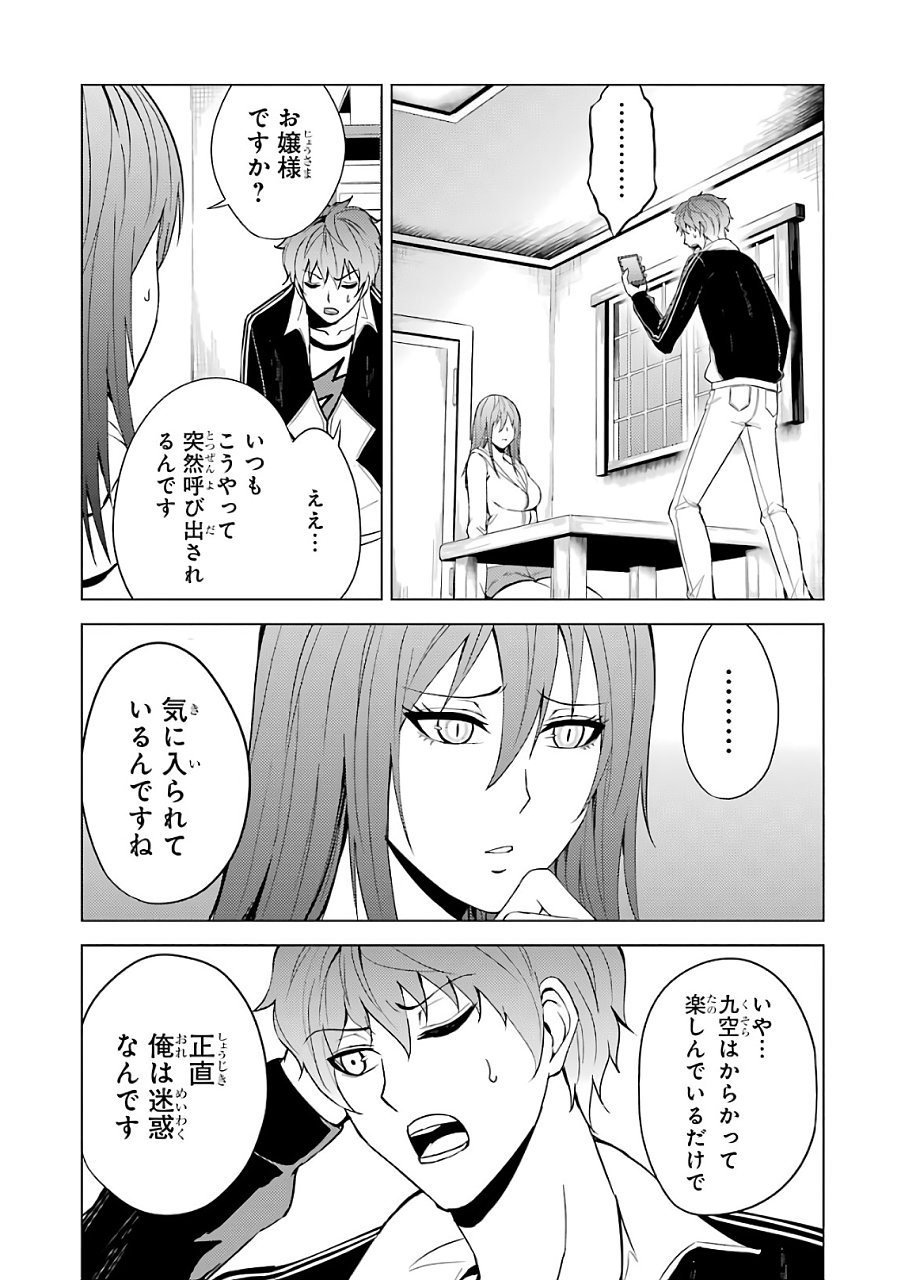 ………
お嬢様
ですか?
ええ…
いつも
こうやって
突然呼び出され
るんです
………
気に入られて
いるんですね
いや…
九空はからかって
楽しんでいるだけで
正直
俺は迷惑
なんです